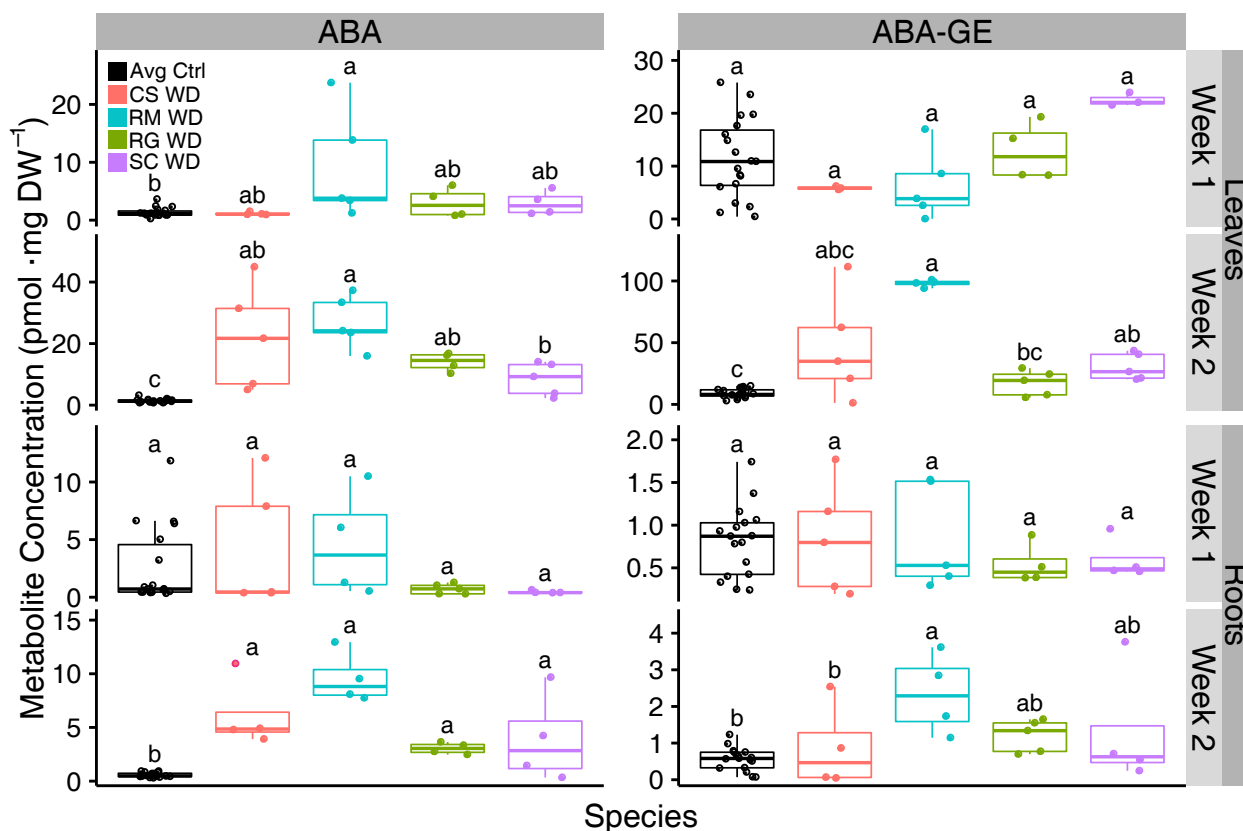 ABA
ABA-GE
Metabolite Concentration (pmol ·mg DW⁻¹)
Avg Ctrl
CS WD
RM WD
RG WD
SC WD
20
10
0
b
ab
a
ab
ab
30
20
10
0
a
a
a
a
a
Week 1
Leaves
40
20
0
c
ab
a
ab
b
100
50
0
c
abc
a
bc
ab
Week 2
10
5
0
a
a
a
a
a
2.0
1.5
1.0
0.5
a
a
a
a
a
Week 1
Roots
15
10
5
0
b
a
a
a
a
4
3
2
1
0
b
b
a
ab
ab
Week 2
Species